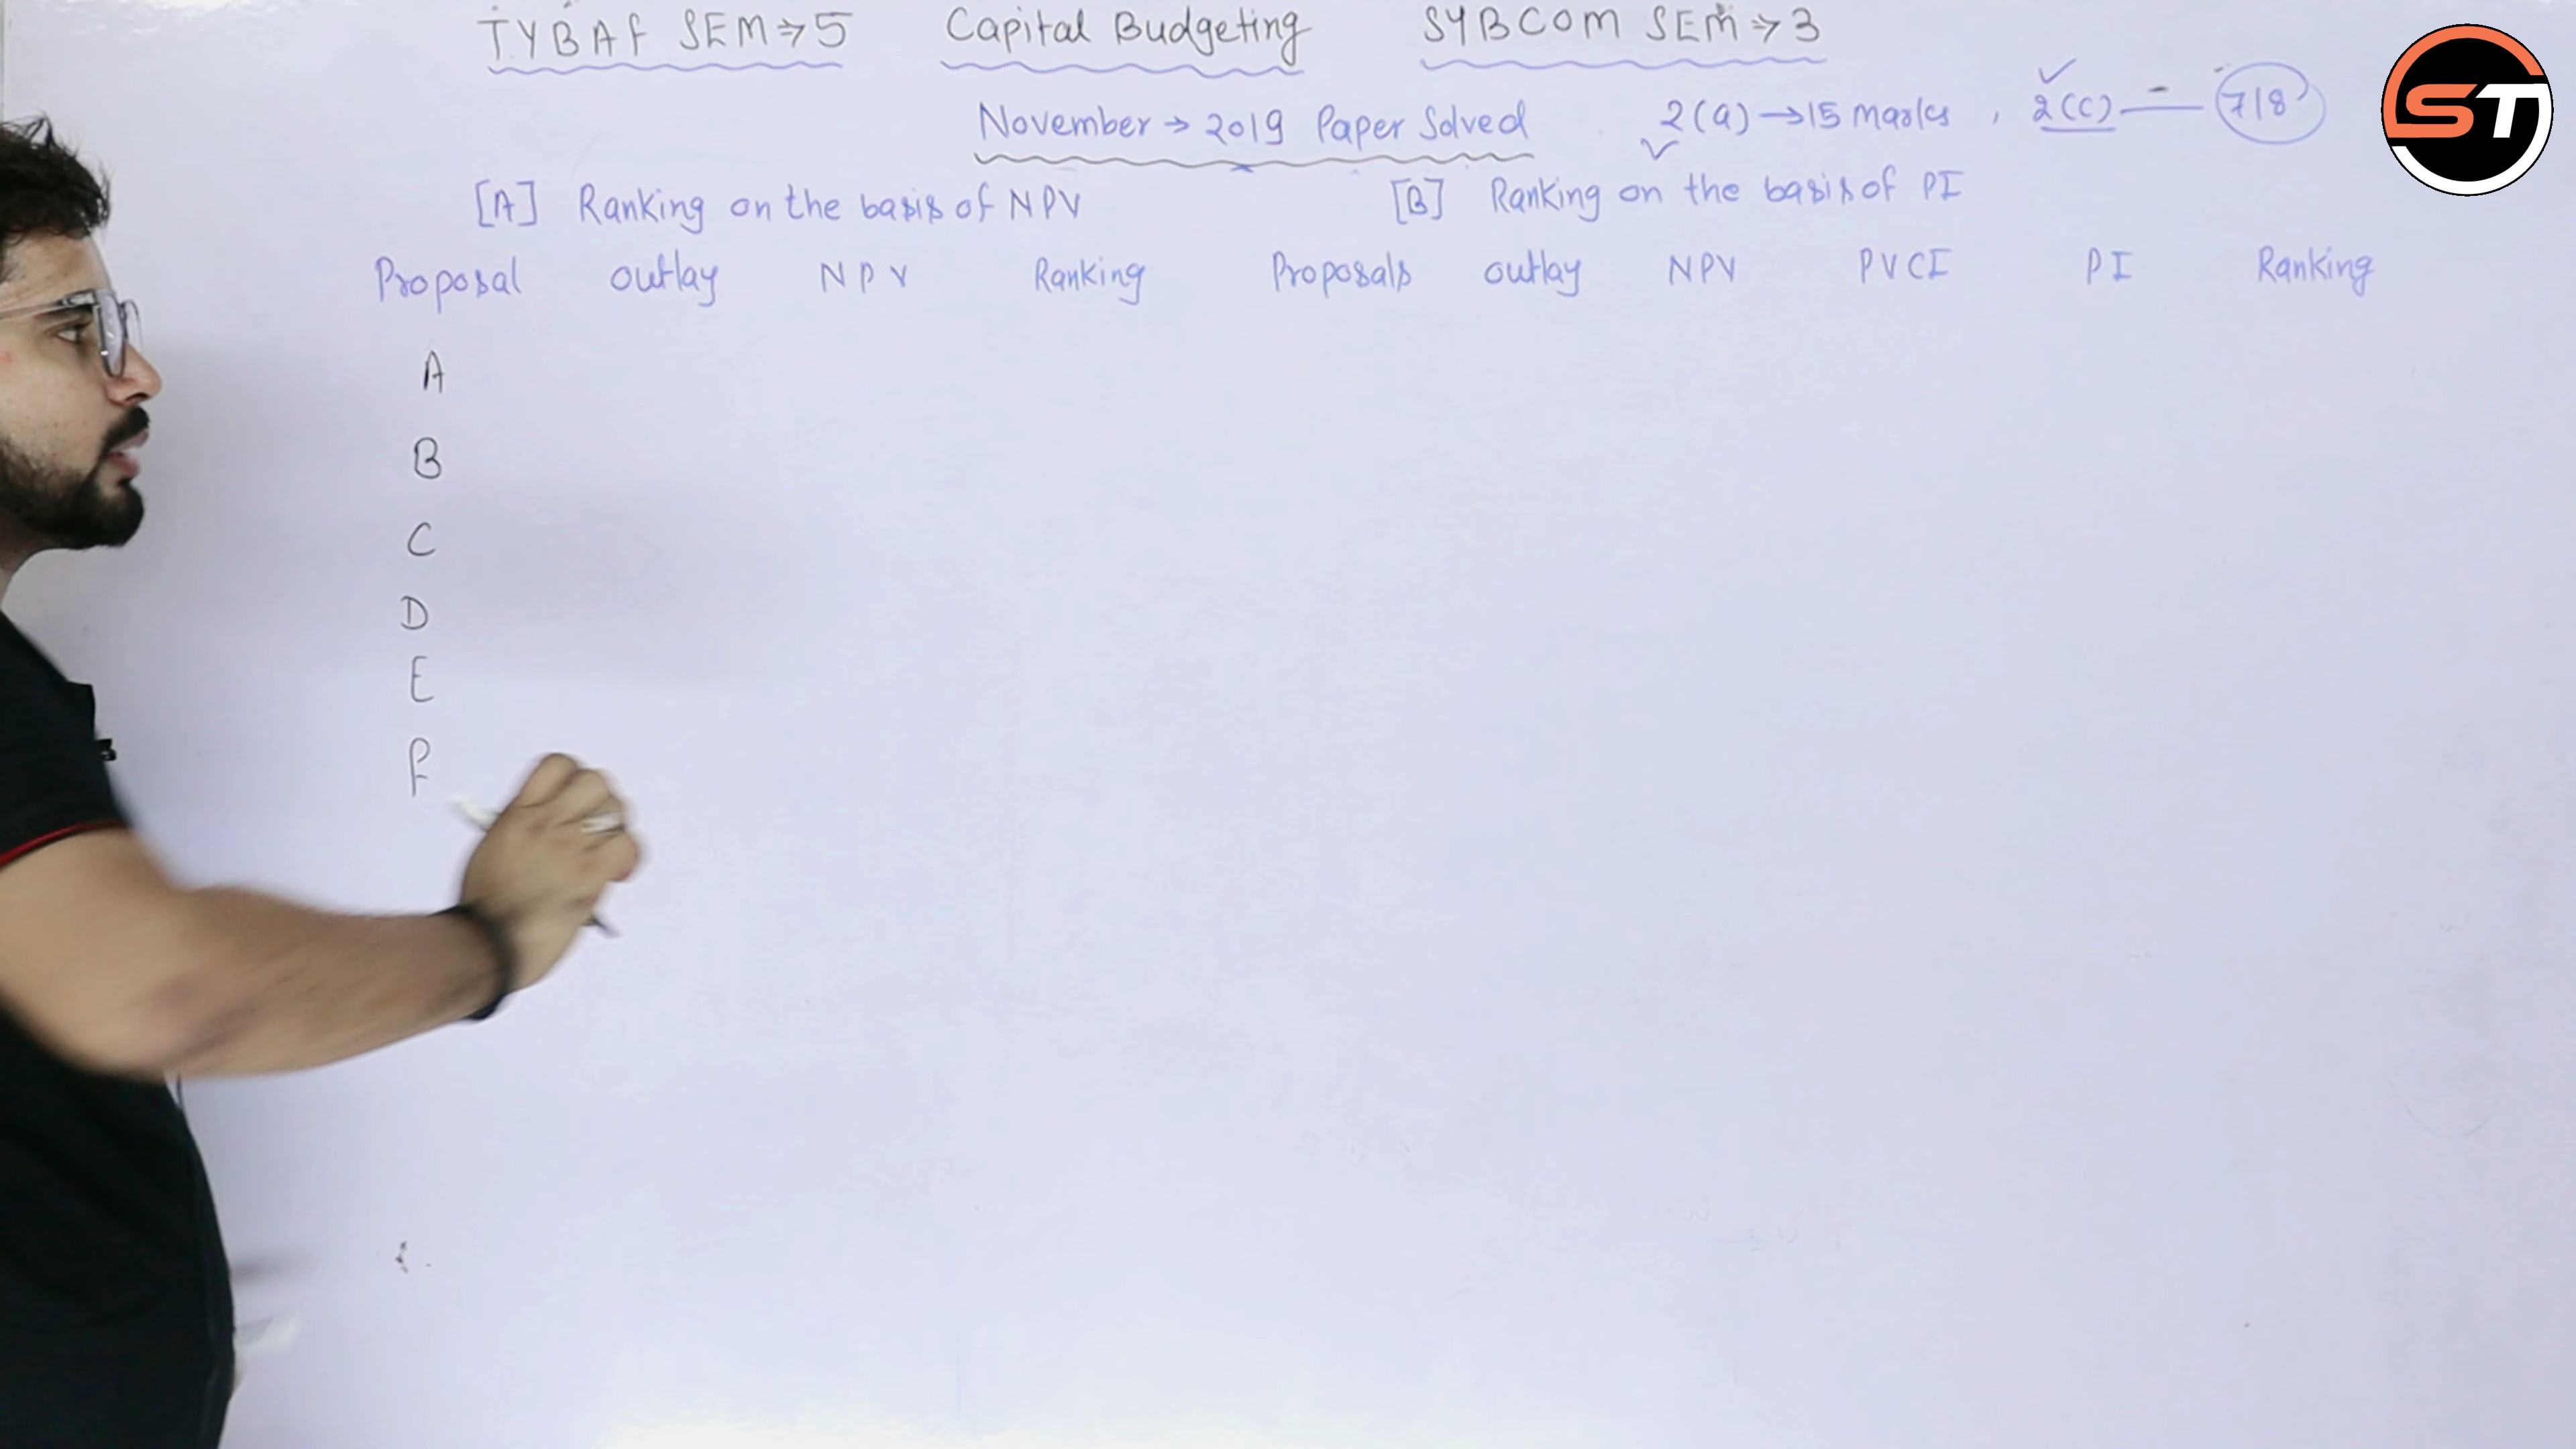 TYBAF SEM⇒5 Capital Budgeting SYBCOM SEM⇒3
November → 2019 Paper Solved 2(a) → 15 marks , 2(c) — 7/8
[A] Ranking on the basis of NPV [B] Ranking on the basis of PI
Proposal outlay NPV Ranking Proposals outlay NPV PVCI PI Ranking
A
B
C
D
E
F
ST